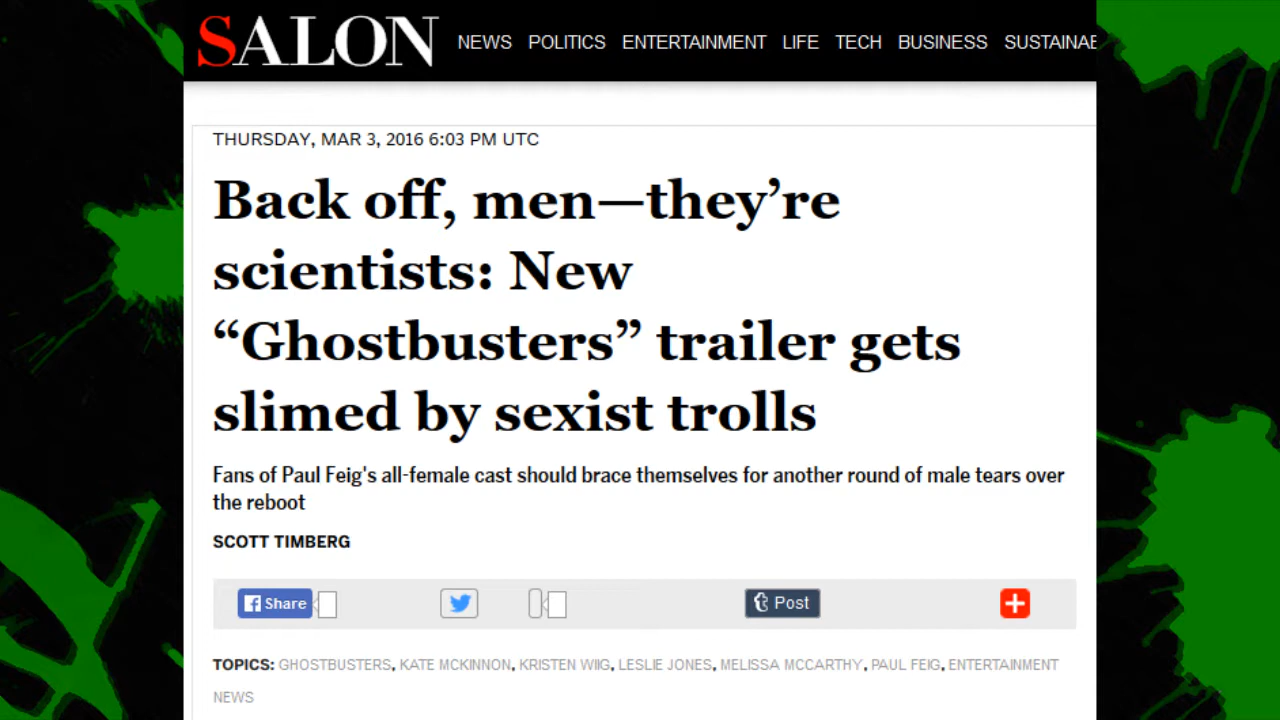 SALON NEWS POLITICS ENTERTAINMENT LIFE TECH BUSINESS
THURSDAY, MAR 3, 2016 6:03 PM UTC
Back off, men—they’re
scientists: New
“Ghostbusters” trailer gets
slimed by sexist trolls
Fans of Paul Feig's all-female cast should brace themselves for another round of male tears over
the reboot
SCOTT TIMBERG
Share Post
TOPICS: GHOSTBUSTERS, KATE MCKINNON, KRISTEN WIIG, LESLIE JONES, MELISSA MCCARTHY, PAUL FEIG, ENTERTAINMENT
NEWS